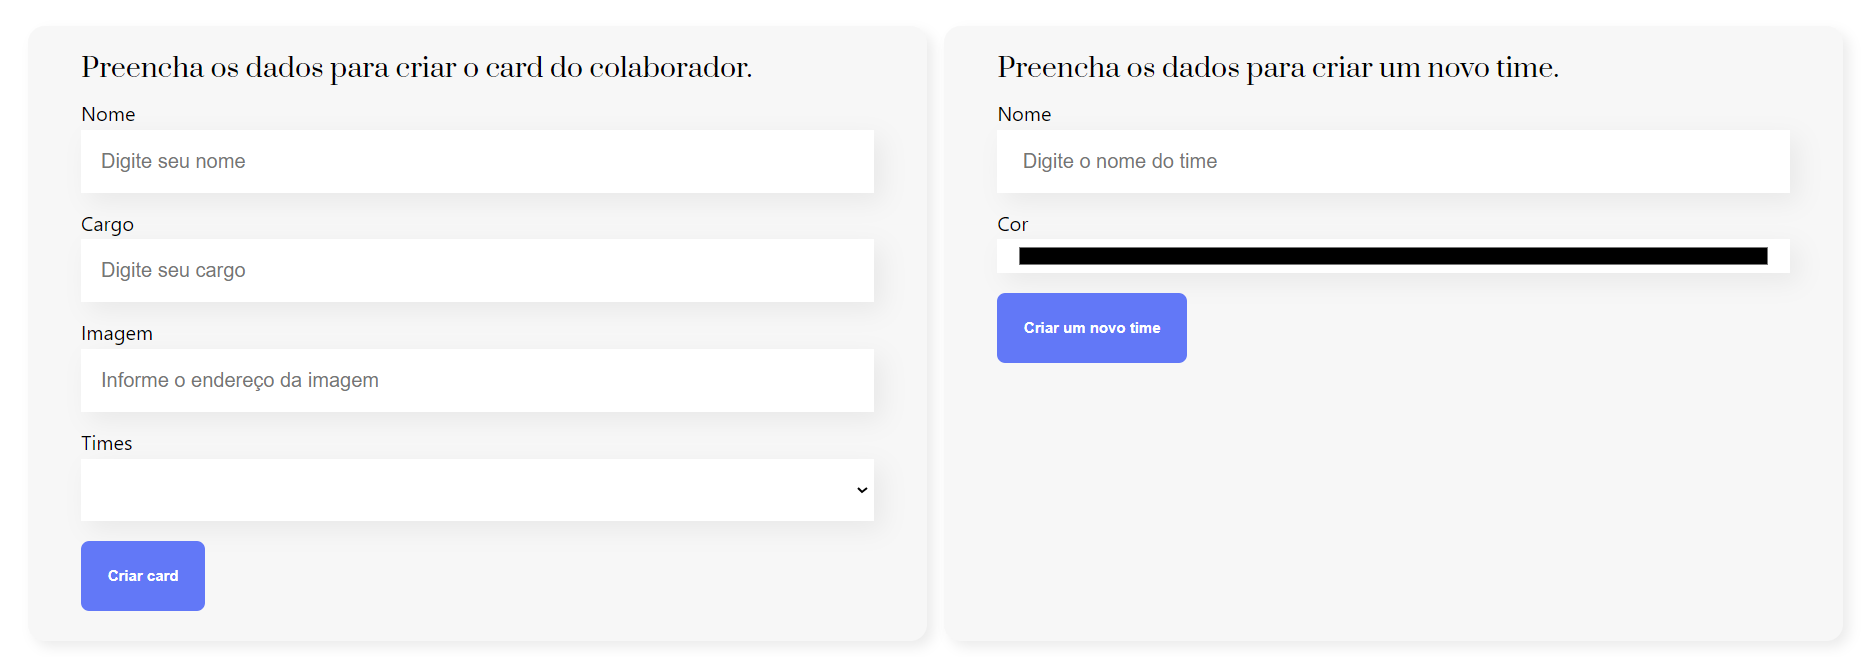 Preencha os dados para criar o card do colaborador.
Nome
Digite seu nome
Cargo
Digite seu cargo
Imagem
Informe o endereço da imagem
Times
Criar card
Preencha os dados para criar um novo time.
Nome
Digite o nome do time
Cor
Criar um novo time